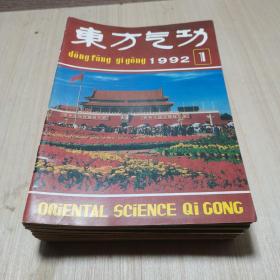 東方气功
dōng fāng qì gōng 1992 1
ORIENTAL SCIENCE Qi GONG